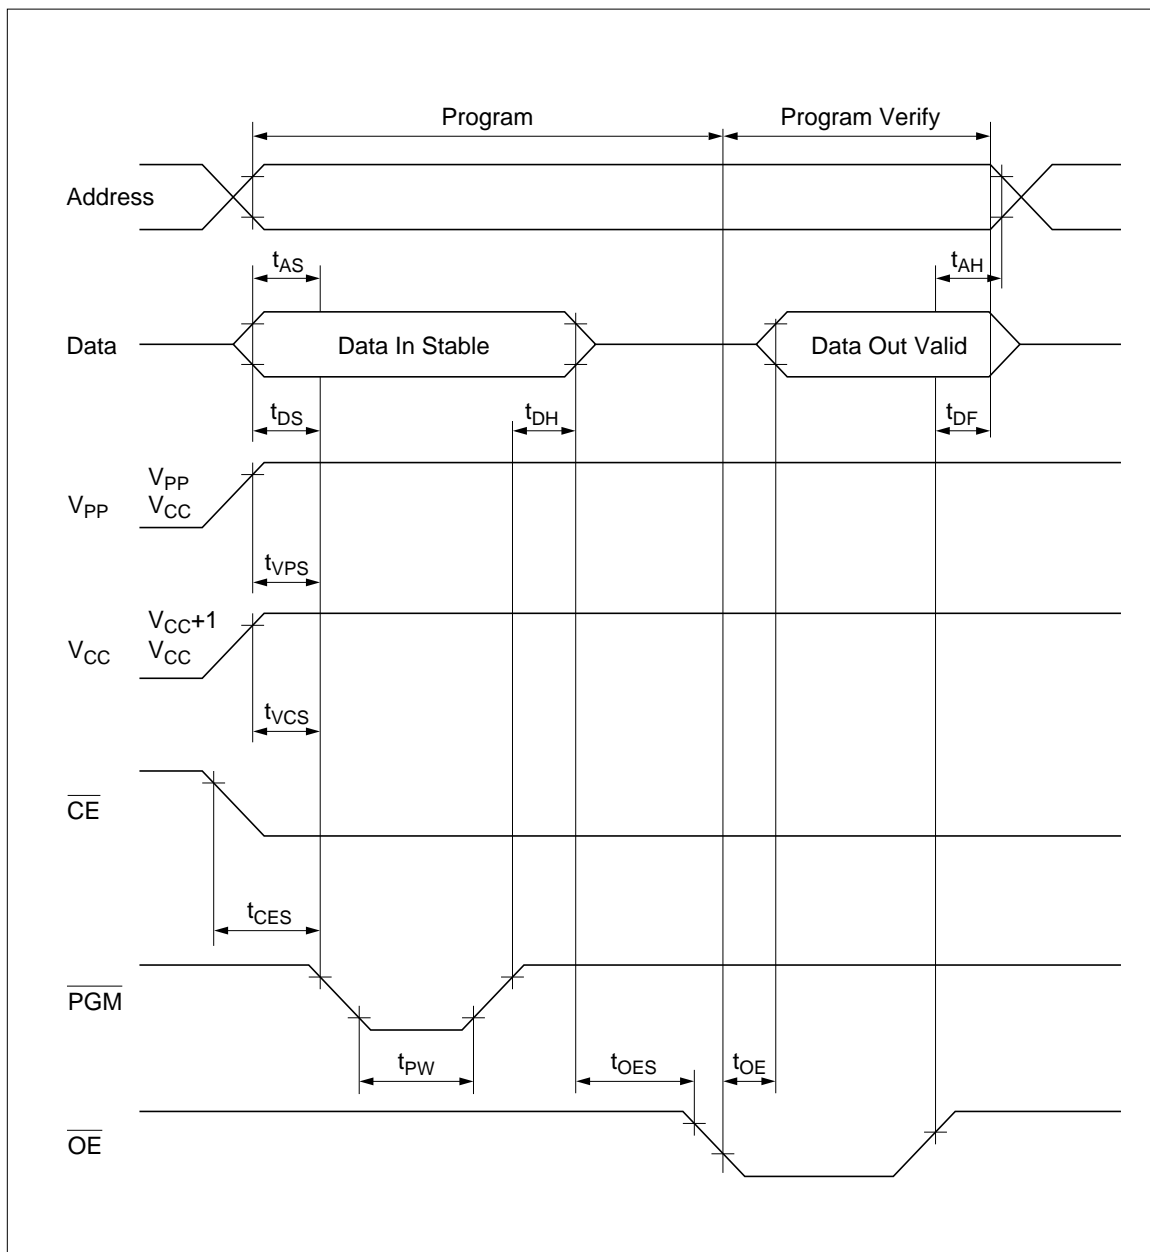 Program
Program Verify
Address
tAS
tAH
Data
Data In Stable
Data Out Valid
tDS
tDH
tDF
VPP
VPP
VCC
tVPS
VCC
VCC+1
VCC
tVCS
CE
tCES
PGM
tPW
tOES
tOE
OE